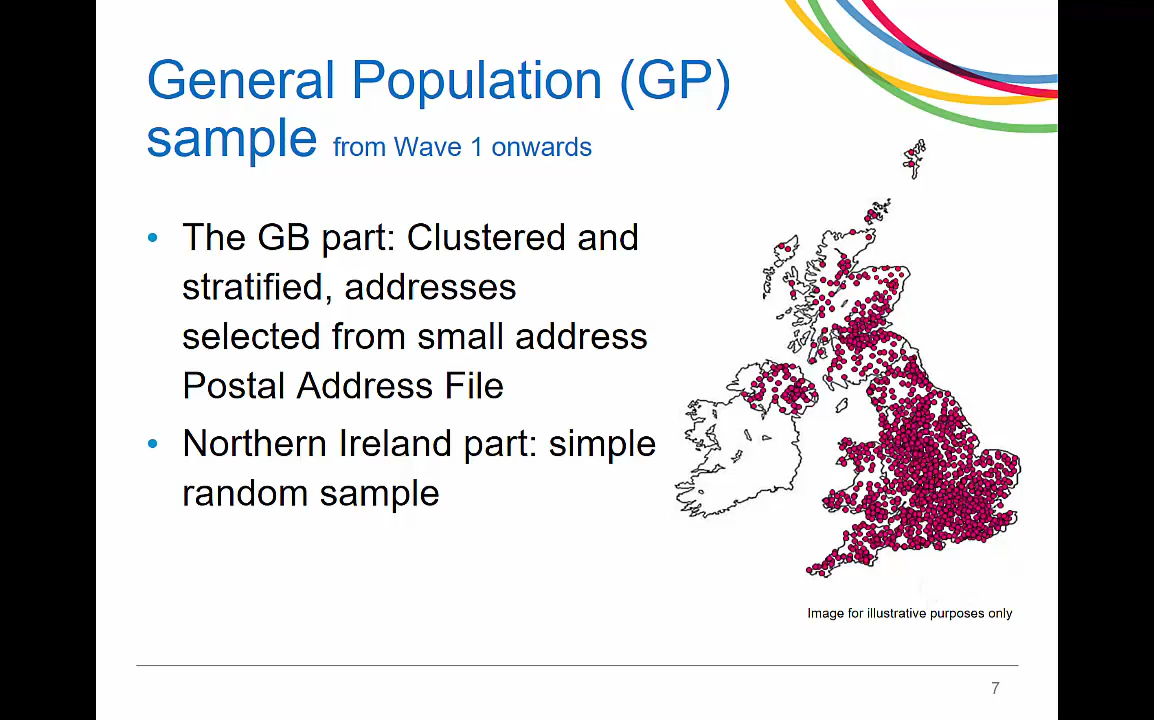 General Population (GP)
sample from Wave 1 onwards
• The GB part: Clustered and
stratified, addresses
selected from small address
Postal Address File
• Northern Ireland part: simple
random sample
Image for illustrative purposes only
7